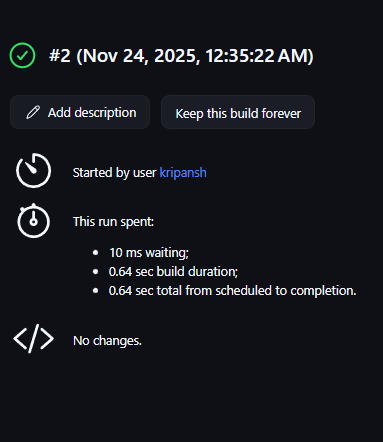 #2 (Nov 24, 2025, 12:35:22 AM)
Add description
Keep this build forever
Started by user kripansh
This run spent:
10 ms waiting;
0.64 sec build duration;
0.64 sec total from scheduled to completion.
No changes.